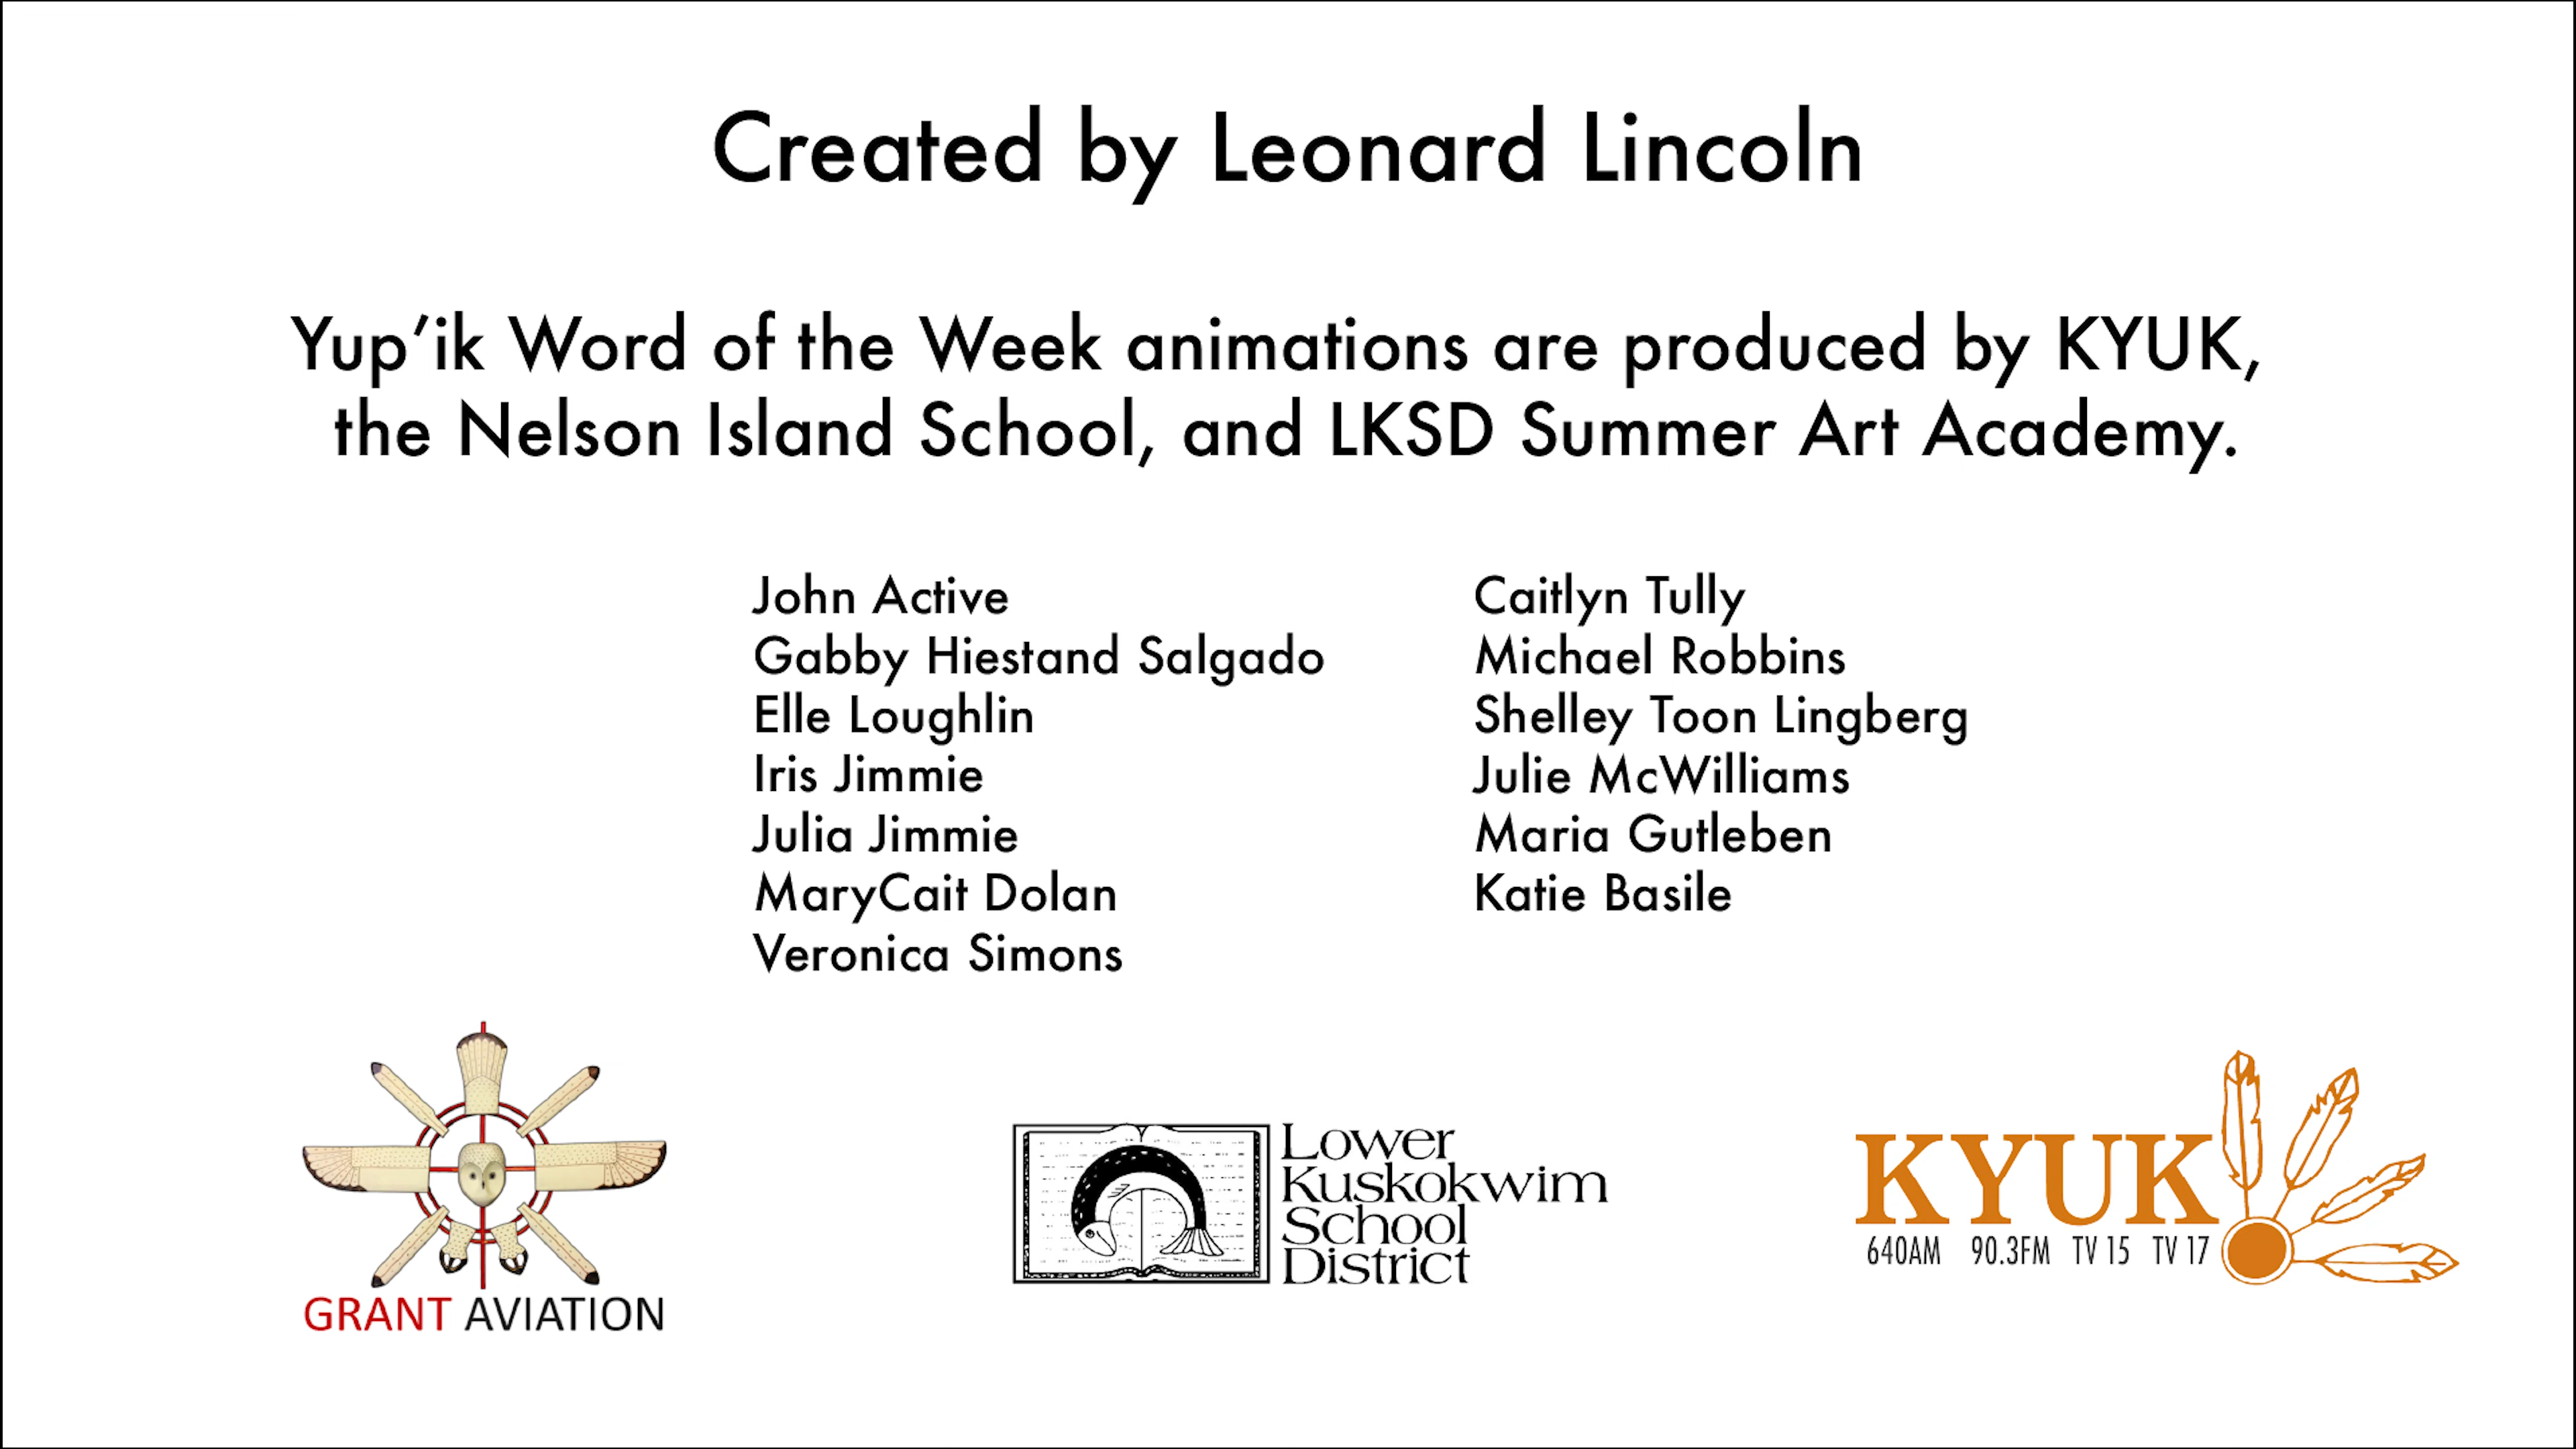 Created by Leonard Lincoln
Yup’ik Word of the Week animations are produced by KYUK,
the Nelson Island School, and LKSD Summer Art Academy.
John Active
Gabby Hiestand Salgado
Elle Loughlin
Iris Jimmie
Julia Jimmie
MaryCait Dolan
Veronica Simons
Caitlyn Tully
Michael Robbins
Shelley Toon Lingberg
Julie McWilliams
Maria Gutleben
Katie Basile
GRANT AVIATION
Lower
Kuskokwim
School
District
KYUK
640AM 90.3FM TV 15 TV 17